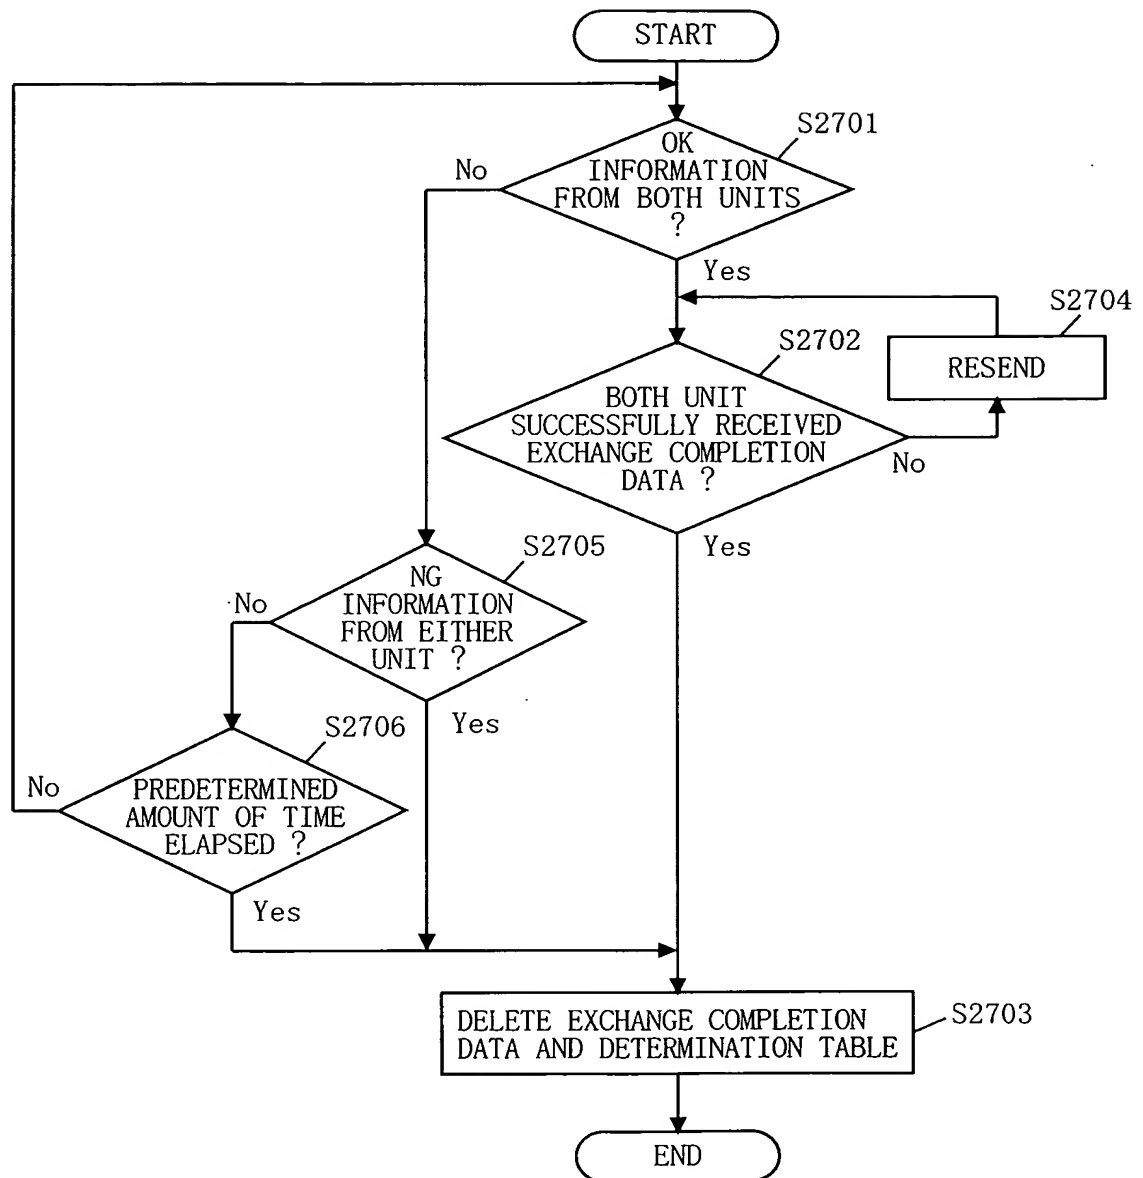 START
S2701
OK
INFORMATION
FROM BOTH UNITS
?
No
Yes
S2704
RESEND
S2702
BOTH UNIT
SUCCESSFULLY RECEIVED
EXCHANGE COMPLETION
DATA ?
No
Yes
S2705
NG
INFORMATION
FROM EITHER
UNIT ?
No
Yes
S2706
PREDETERMINED
AMOUNT OF TIME
ELAPSED ?
No
Yes
S2703
DELETE EXCHANGE COMPLETION
DATA AND DETERMINATION TABLE
END